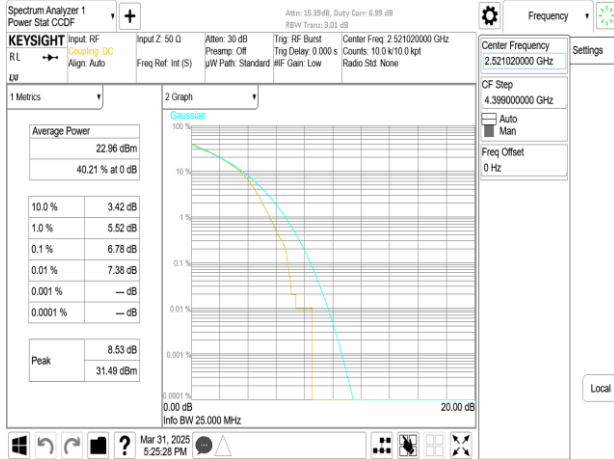 Spectrum Analyzer 1
Power Stat CCDF
Attn: 15.39dB, Duty Corr: 6.99 dB
RBW Trans: 3.01 dB
Frequency
KEYSIGHT
RL
Input: RF
Coupling: DC
Align: Auto
Input Z: 50 Ω
Freq Ref: Int (S)
Atten: 30 dB
Preamp: Off
µW Path: Standard
Trig: RF Burst
Trig Delay: 0.000 s
#IF Gain: Low
Center Freq: 2.521020000 GHz
Counts: 10.0 k/10.0 kpt
Radio Std: None
Center Frequency
2.521020000 GHz
Settings
CF Step
4.399000000 GHz
Auto
Man
Freq Offset
0 Hz
Local
1 Metrics
Average Power
22.96 dBm
40.21 % at 0 dB
10.0 % 3.42 dB
1.0 % 5.52 dB
0.1 % 6.78 dB
0.01 % 7.38 dB
0.001 % --- dB
0.0001 % --- dB
Peak
8.53 dB
31.49 dBm
2 Graph
Gaussian
100 %
10 %
1 %
0.1 %
0.01 %
0.001 %
0.0001 %
0.00 dB 20.00 dB
Info BW 25.000 MHz
?
Mar 31, 2025
5:25:28 PM